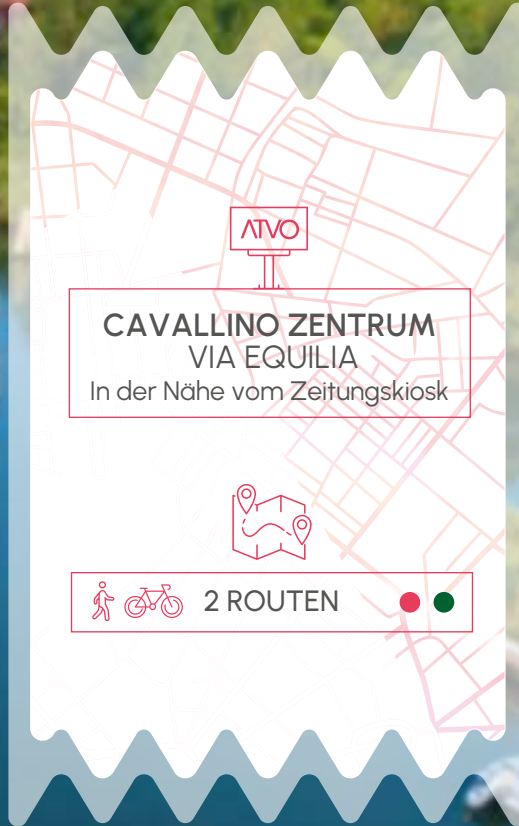 ATVO
CAVALLINO ZENTRUM
VIA EQUILIA
In der Nähe vom Zeitungskiosk
2 ROUTEN